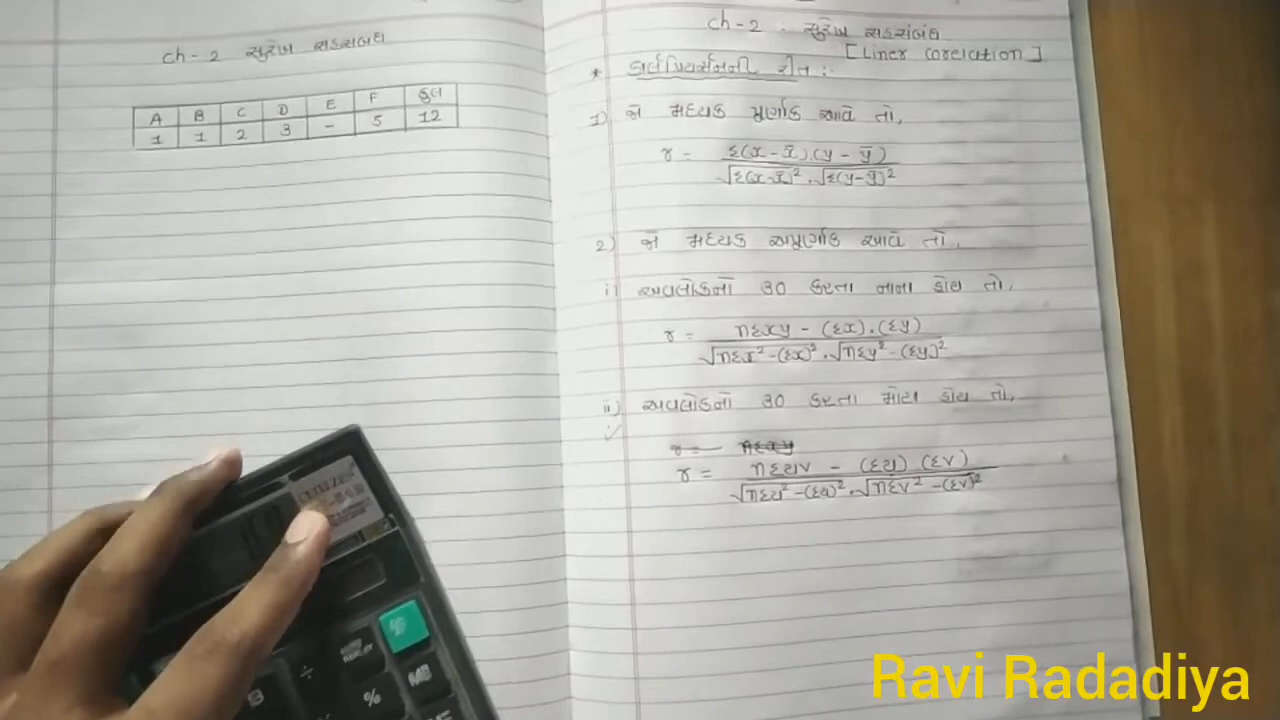 ch - 2 સુરેખ સહસંબંધ
A B C D E F કુલ
1 1 2 3 - 5 12
ch - 2 સુરેખ સહસંબંધ
[Liner Corelation]
* કાર્લ પિયર્સનની રીત :-
1) જો મધ્યક પૂર્ણાંક આવે તો,
r = Σ(x - x̄).(y - ȳ) / √Σ(x - x̄)² . √Σ(y - ȳ)²
2) જો મધ્યક અપૂર્ણાંક આવે તો,
i) અવલોકનો 30 કરતા નાના હોય તો,
r = nΣxy - (Σx).(Σy) / √nΣx² - (Σx)² . √nΣy² - (Σy)²
ii) અવલોકનો 30 કરતા મોટા હોય તો,
r = nΣuv - (Σu) (Σv) / √nΣu² - (Σu)² . √nΣv² - (Σv)²
CITIZEN
÷
%
Ravi Radadiya